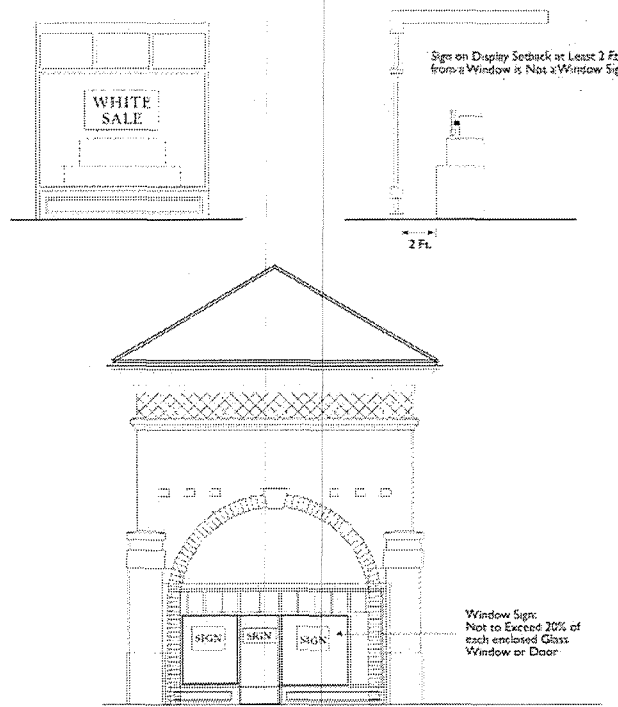 WHITE
SALE
Sign on Display Setback at Least 2 Ft
from a Window is Not a Window Sig
2 Ft.
SIGN
SIGN
SIGN
Window Sign:
Not to Exceed 20% of
each enclosed Glass
Window or Door